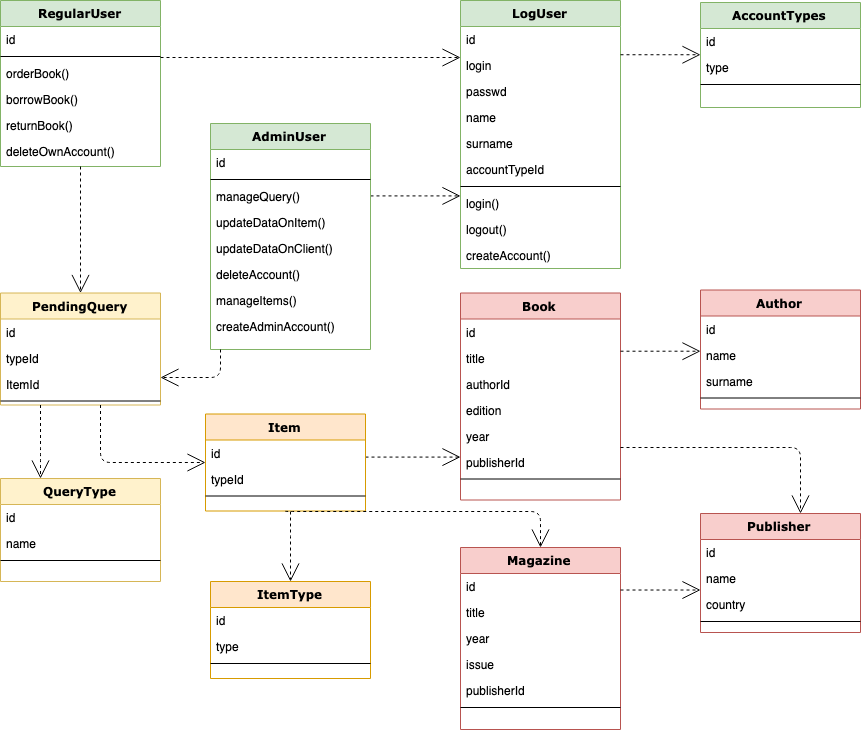 RegularUser
id
orderBook()
borrowBook()
returnBook()
deleteOwnAccount()
LogUser
id
login
passwd
name
surname
accountTypeId
login()
logout()
createAccount()
AccountTypes
id
type
AdminUser
id
manageQuery()
updateDataOnItem()
updateDataOnClient()
deleteAccount()
manageItems()
createAdminAccount()
PendingQuery
id
typeId
ItemId
Book
id
title
authorId
edition
year
publisherId
Author
id
name
surname
Item
id
typeId
QueryType
id
name
Publisher
id
name
country
Magazine
id
title
year
issue
publisherId
ItemType
id
type